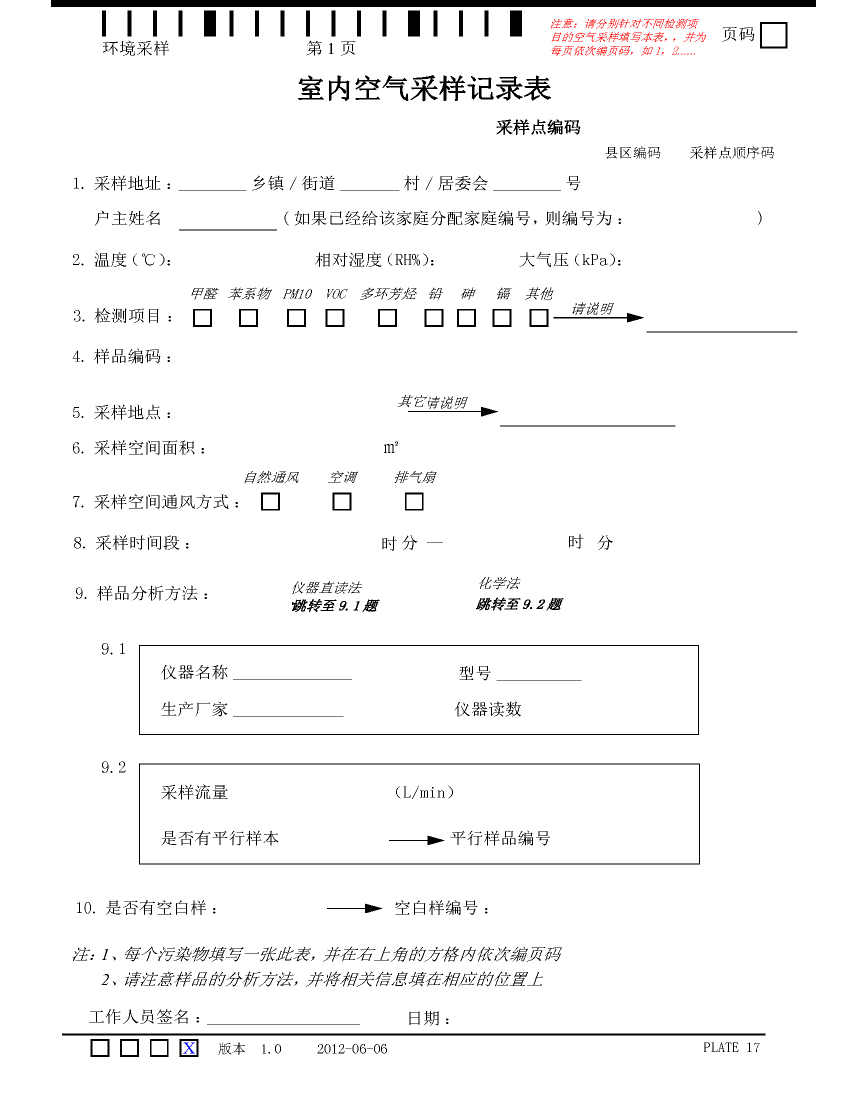 注意：请分别针对不同检测项
目的空气采样填写本表，，并为
每页依次编页码，如 1，2......
页码
环境采样 第 1 页
室内空气采样记录表
采样点编码
县区编码 采样点顺序码
1. 采样地址：________ 乡镇 / 街道 _______ 村 / 居委会 ________ 号
户主姓名 ( 如果已经给该家庭分配家庭编号，则编号为： )
2. 温度（℃）： 相对湿度（RH%）： 大气压（kPa）：
甲醛 苯系物 PM10 VOC 多环芳烃 铅 砷 镉 其他
3. 检测项目： 请说明
4. 样品编码：
其它请说明
5. 采样地点：
6. 采样空间面积： ㎡
自然通风 空调 排气扇
7. 采样空间通风方式：
8. 采样时间段： 时 分 — 时 分
仪器直读法 化学法
9. 样品分析方法：
跳转至 9.1 题 跳转至 9.2 题
9.1
仪器名称 ______________ 型号 __________
生产厂家 _____________ 仪器读数
9.2
采样流量 （L/min）
是否有平行样本 平行样品编号
10. 是否有空白样： 空白样编号：
注：1、每个污染物填写一张此表，并在右上角的方格内依次编页码
2、请注意样品的分析方法，并将相关信息填在相应的位置上
工作人员签名：__________________ 日期：
X 版本 1.0 2012-06-06 PLATE 17